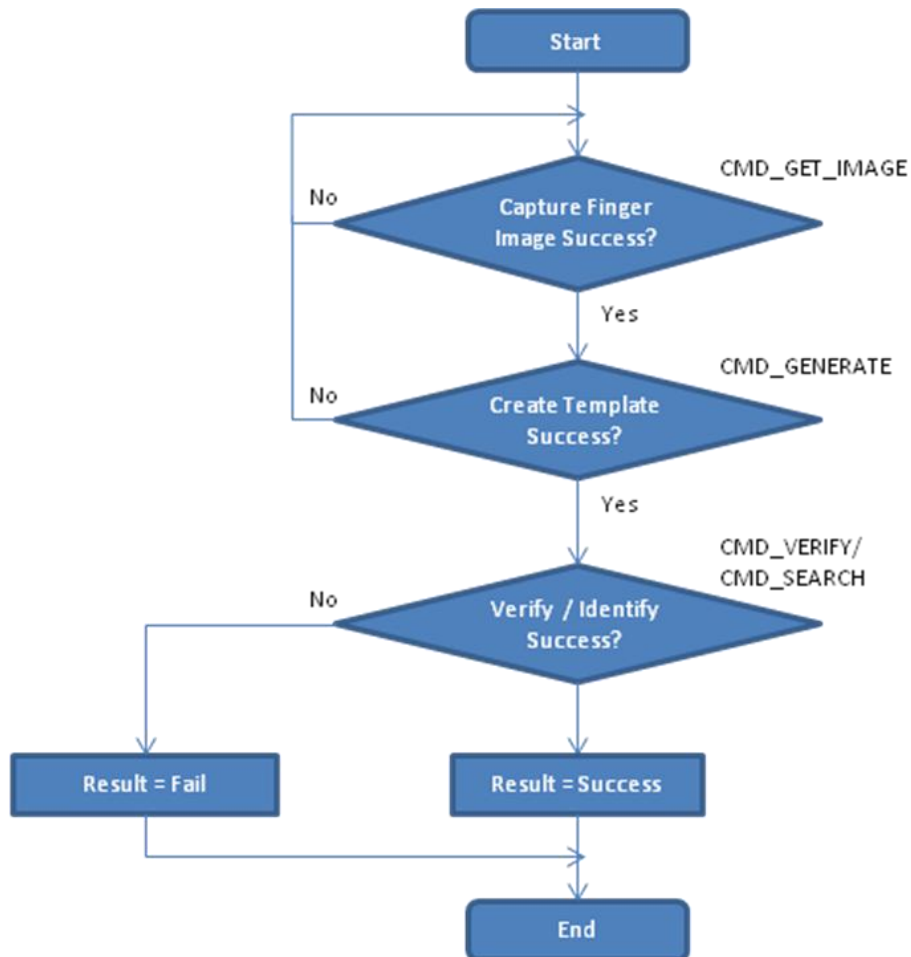 Start
CMD_GET_IMAGE
No
Capture Finger
Image Success?
Yes
CMD_GENERATE
No
Create Template
Success?
Yes
CMD_VERIFY/
CMD_SEARCH
No
Verify / Identify
Success?
Result = Fail
Result = Success
End